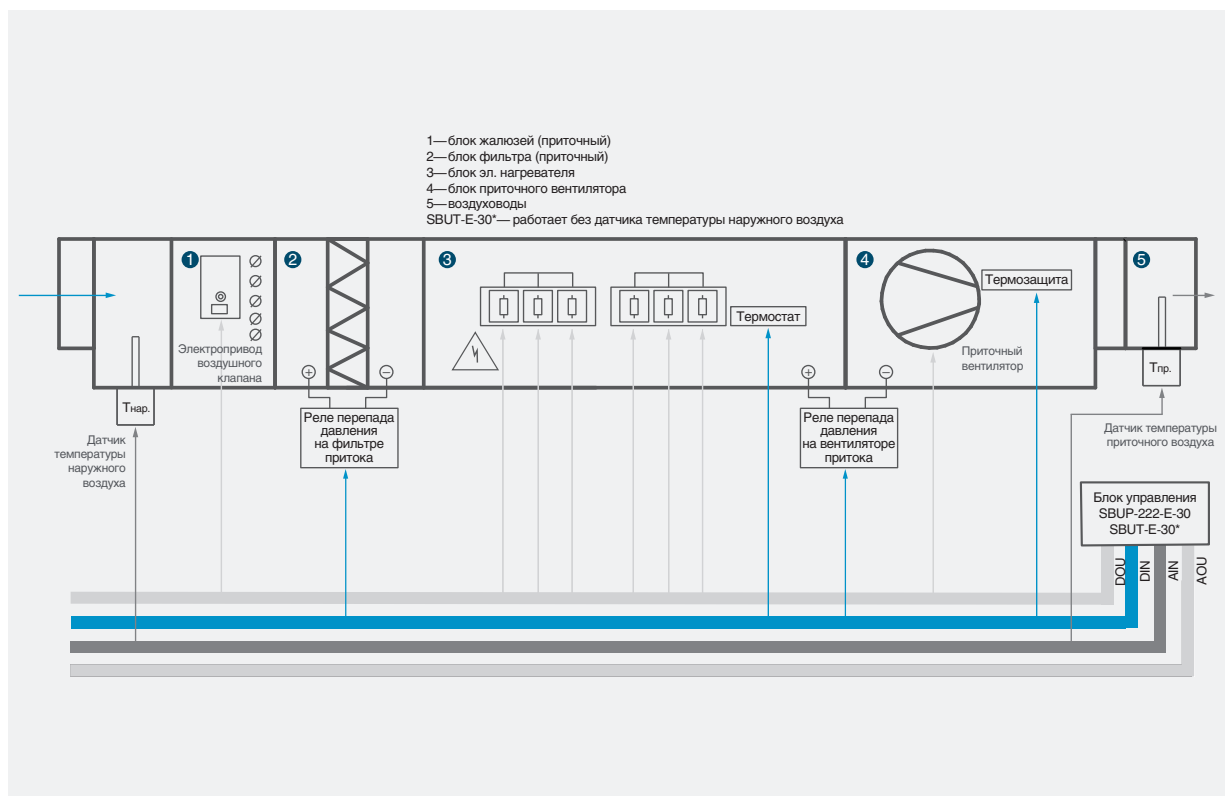 1—блок жалюзей (приточный)
2—блок фильтра (приточный)
3—блок эл. нагревателя
4—блок приточного вентилятора
5—воздуховоды
SBUT-E-30*— работает без датчика температуры наружного воздуха
1
2
3
4
5
Электропривод
воздушного
клапана
Термостат
Термозащита
Приточный
вентилятор
Тнар.
Датчик
температуры
наружного
воздуха
Реле перепада
давления
на фильтре
притока
Реле перепада
давления
на вентиляторе
притока
Тпр.
Датчик температуры
приточного воздуха
Блок управления
SBUP-222-E-30
SBUT-E-30*
DOU
DIN
AIN
AOU